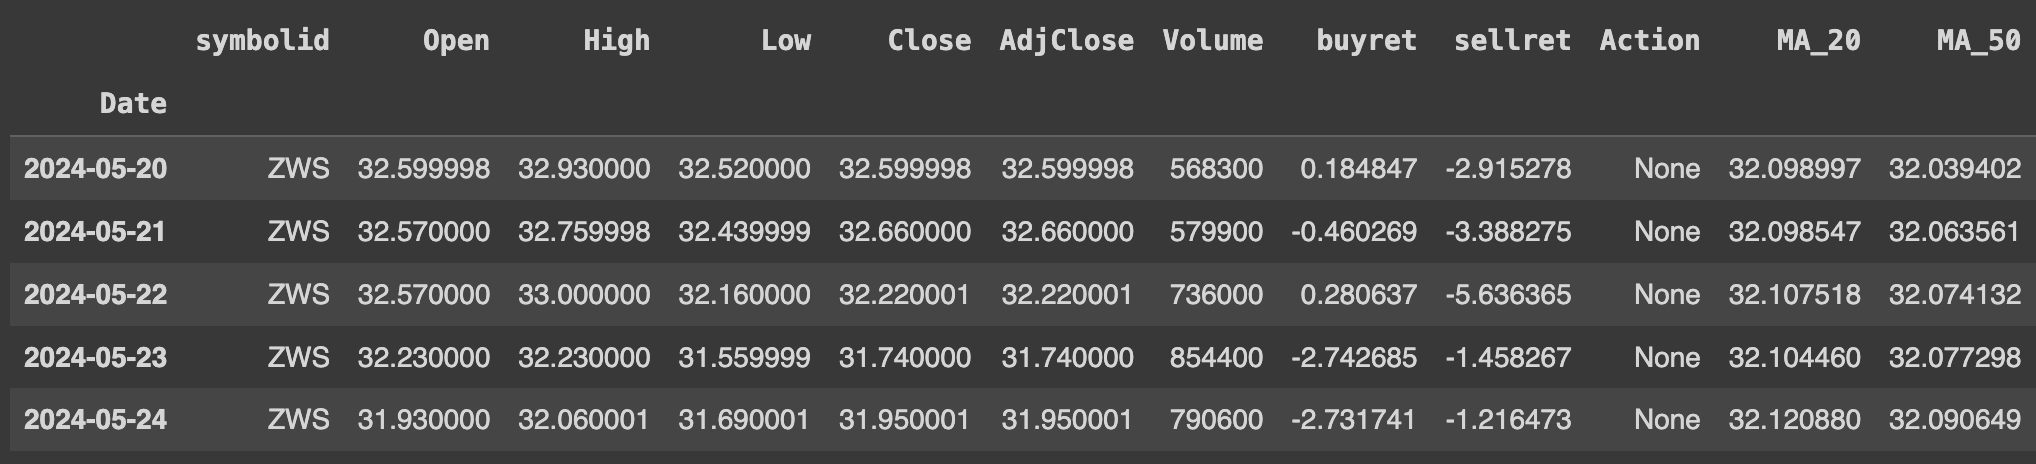 symbolid Open High Low Close AdjClose Volume buyret sellret Action MA_20 MA_50
Date
2024-05-20 ZWS 32.599998 32.930000 32.520000 32.599998 32.599998 568300 0.184847 -2.915278 None 32.098997 32.039402
2024-05-21 ZWS 32.570000 32.759998 32.439999 32.660000 32.660000 579900 -0.460269 -3.388275 None 32.098547 32.063561
2024-05-22 ZWS 32.570000 33.000000 32.160000 32.220001 32.220001 736000 0.280637 -5.636365 None 32.107518 32.074132
2024-05-23 ZWS 32.230000 32.230000 31.559999 31.740000 31.740000 854400 -2.742685 -1.458267 None 32.104460 32.077298
2024-05-24 ZWS 31.930000 32.060001 31.690001 31.950001 31.950001 790600 -2.731741 -1.216473 None 32.120880 32.090649